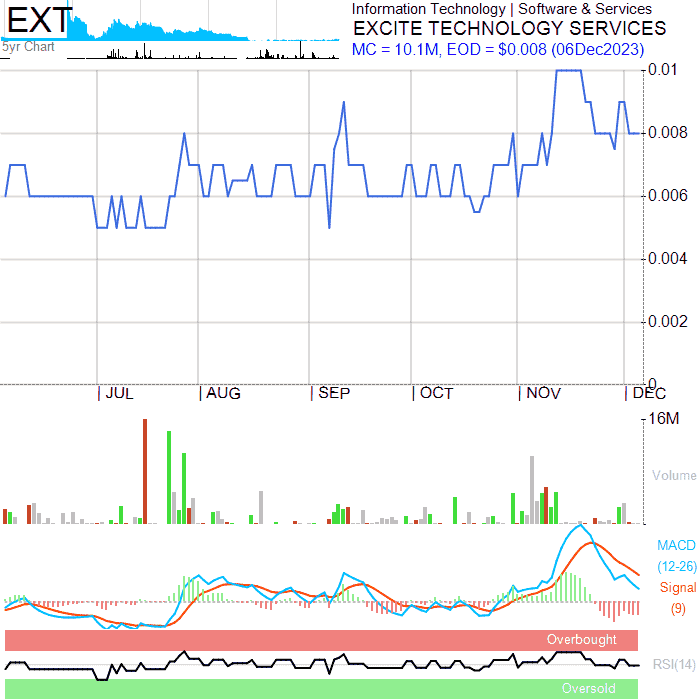 EXT
5yr Chart
Information Technology | Software & Services
EXCITE TECHNOLOGY SERVICES
MC = 10.1M, EOD = $0.008 (06Dec2023)
0.01
0.008
0.006
0.004
0.002
0
JUL AUG SEP OCT NOV DEC
16M
Volume
MACD
(12-26)
Signal
(9)
Overbought
RSI(14)
Oversold